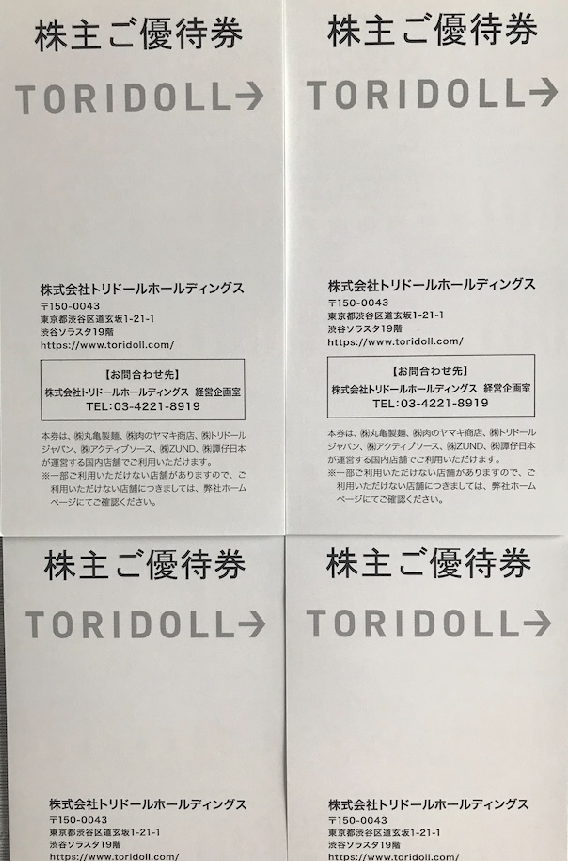 株主ご優待券
TORIDOLL→
株式会社トリドールホールディングス
〒150-0043
東京都渋谷区道玄坂1-21-1
渋谷ソラスタ19階
https://www.toridoll.com/
【お問合わせ先】
株式会社トリドールホールディングス 経営企画室
TEL:03-4221-8919
本券は、㈱丸亀製麺、㈱肉のヤマキ商店、㈱トリドール
ジャパン、㈱アクティブソース、㈱ZUND、㈱譚仔日本
が運営する国内店舗でご利用いただけます。
※一部ご利用いただけない店舗がありますので、ご
利用いただけない店舗につきましては、弊社ホーム
ページにてご確認ください。
株主ご優待券
TORIDOLL→
株式会社トリドールホールディングス
〒150-0043
東京都渋谷区道玄坂1-21-1
渋谷ソラスタ19階
https://www.toridoll.com/
【お問合わせ先】
株式会社トリドールホールディングス 経営企画室
TEL:03-4221-8919
本券は、㈱丸亀製麺、㈱肉のヤマキ商店、㈱トリドール
ジャパン、㈱アクティブソース、㈱ZUND、㈱譚仔日本
が運営する国内店舗でご利用いただけます。
※一部ご利用いただけない店舗がありますので、ご
利用いただけない店舗につきましては、弊社ホーム
ページにてご確認ください。
株主ご優待券
TORIDOLL→
株式会社トリドールホールディングス
〒150-0043
東京都渋谷区道玄坂1-21-1
渋谷ソラスタ19階
https://www.toridoll.com/
株主ご優待券
TORIDOLL→
株式会社トリドールホールディングス
〒150-0043
東京都渋谷区道玄坂1-21-1
渋谷ソラスタ19階
https://www.toridoll.com/